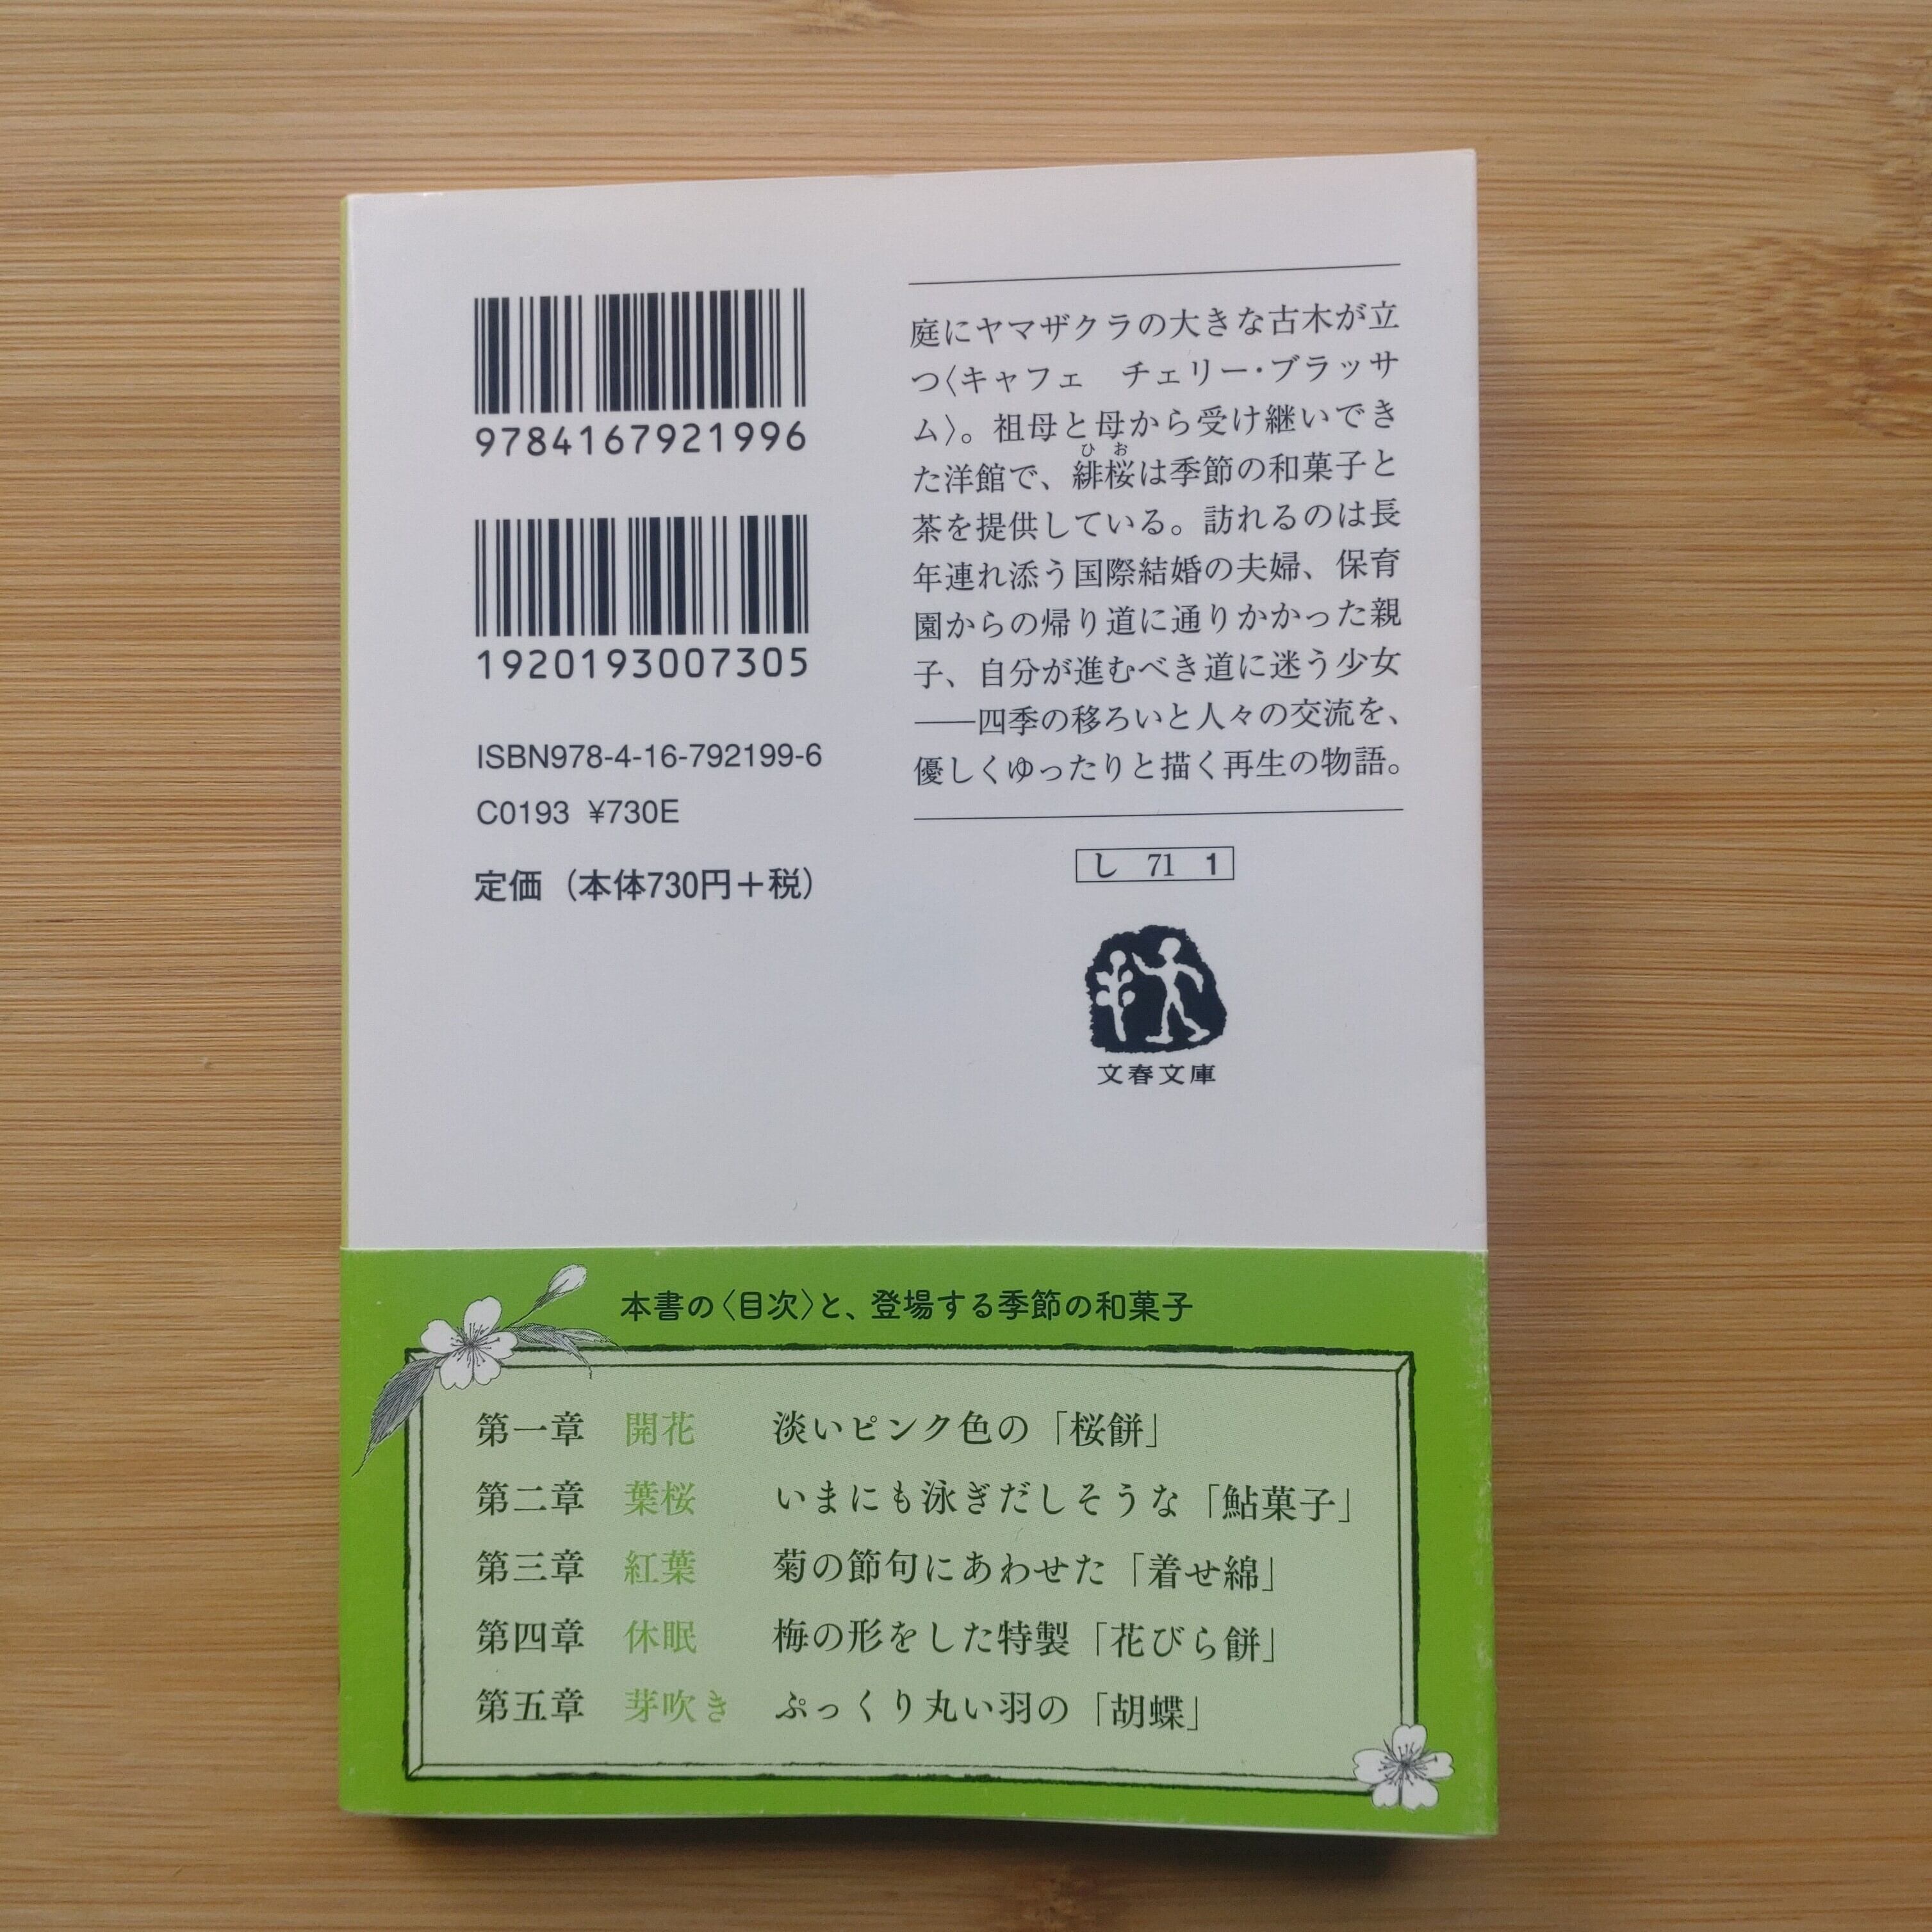 9784167921996
1920193007305
ISBN978-4-16-792199-6
C0193 ¥730E
定価（本体730円＋税）
庭にヤマザクラの大きな古木が立
つ〈キャフェ　チェリー・ブラッサ
ム〉。祖母と母から受け継いでき
ひお
た洋館で、緋桜は季節の和菓子と
茶を提供している。訪れるのは長
年連れ添う国際結婚の夫婦、保育
園からの帰り道に通りかかった親
子、自分が進むべき道に迷う少女
――四季の移ろいと人々の交流を、
優しくゆったりと描く再生の物語。
し 71 1
文春文庫
本書の〈目次〉と、登場する季節の和菓子
第一章　開花　淡いピンク色の「桜餅」
第二章　葉桜　いまにも泳ぎだしそうな「鮎菓子」
第三章　紅葉　菊の節句にあわせた「着せ綿」
第四章　休眠　梅の形をした特製「花びら餅」
第五章　芽吹き　ぷっくり丸い羽の「胡蝶」